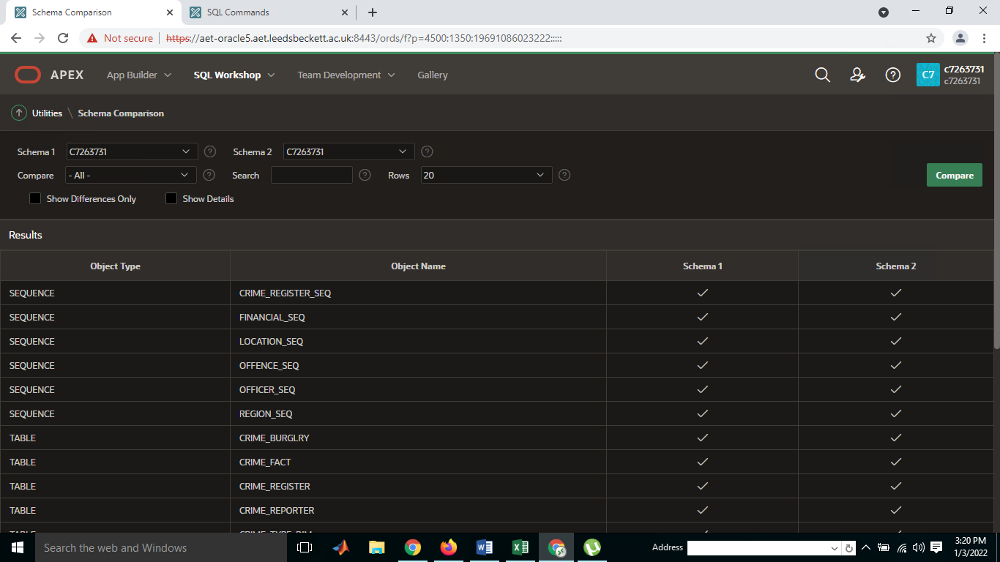 Schema Comparison
SQL Commands
Not secure https://aet-oracle5.aet.leedsbeckett.ac.uk:8443/ords/f?p=4500:1350:19691086023222:::::
APEX App Builder SQL Workshop Team Development Gallery C7 c7263731
c7263731
Utilities \ Schema Comparison
Schema 1 C7263731 ? Schema 2 C7263731 ?
Compare - All - ? Search ? Rows 20 ? Compare
Show Differences Only Show Details
Results
Object Type Object Name Schema 1 Schema 2
SEQUENCE CRIME_REGISTER_SEQ
SEQUENCE FINANCIAL_SEQ
SEQUENCE LOCATION_SEQ
SEQUENCE OFFENCE_SEQ
SEQUENCE OFFICER_SEQ
SEQUENCE REGION_SEQ
TABLE CRIME_BURGLRY
TABLE CRIME_FACT
TABLE CRIME_REGISTER
TABLE CRIME_REPORTER
TABLE CRIME_TYPE_DIM
Search the web and Windows Address 3:20 PM
1/3/2022